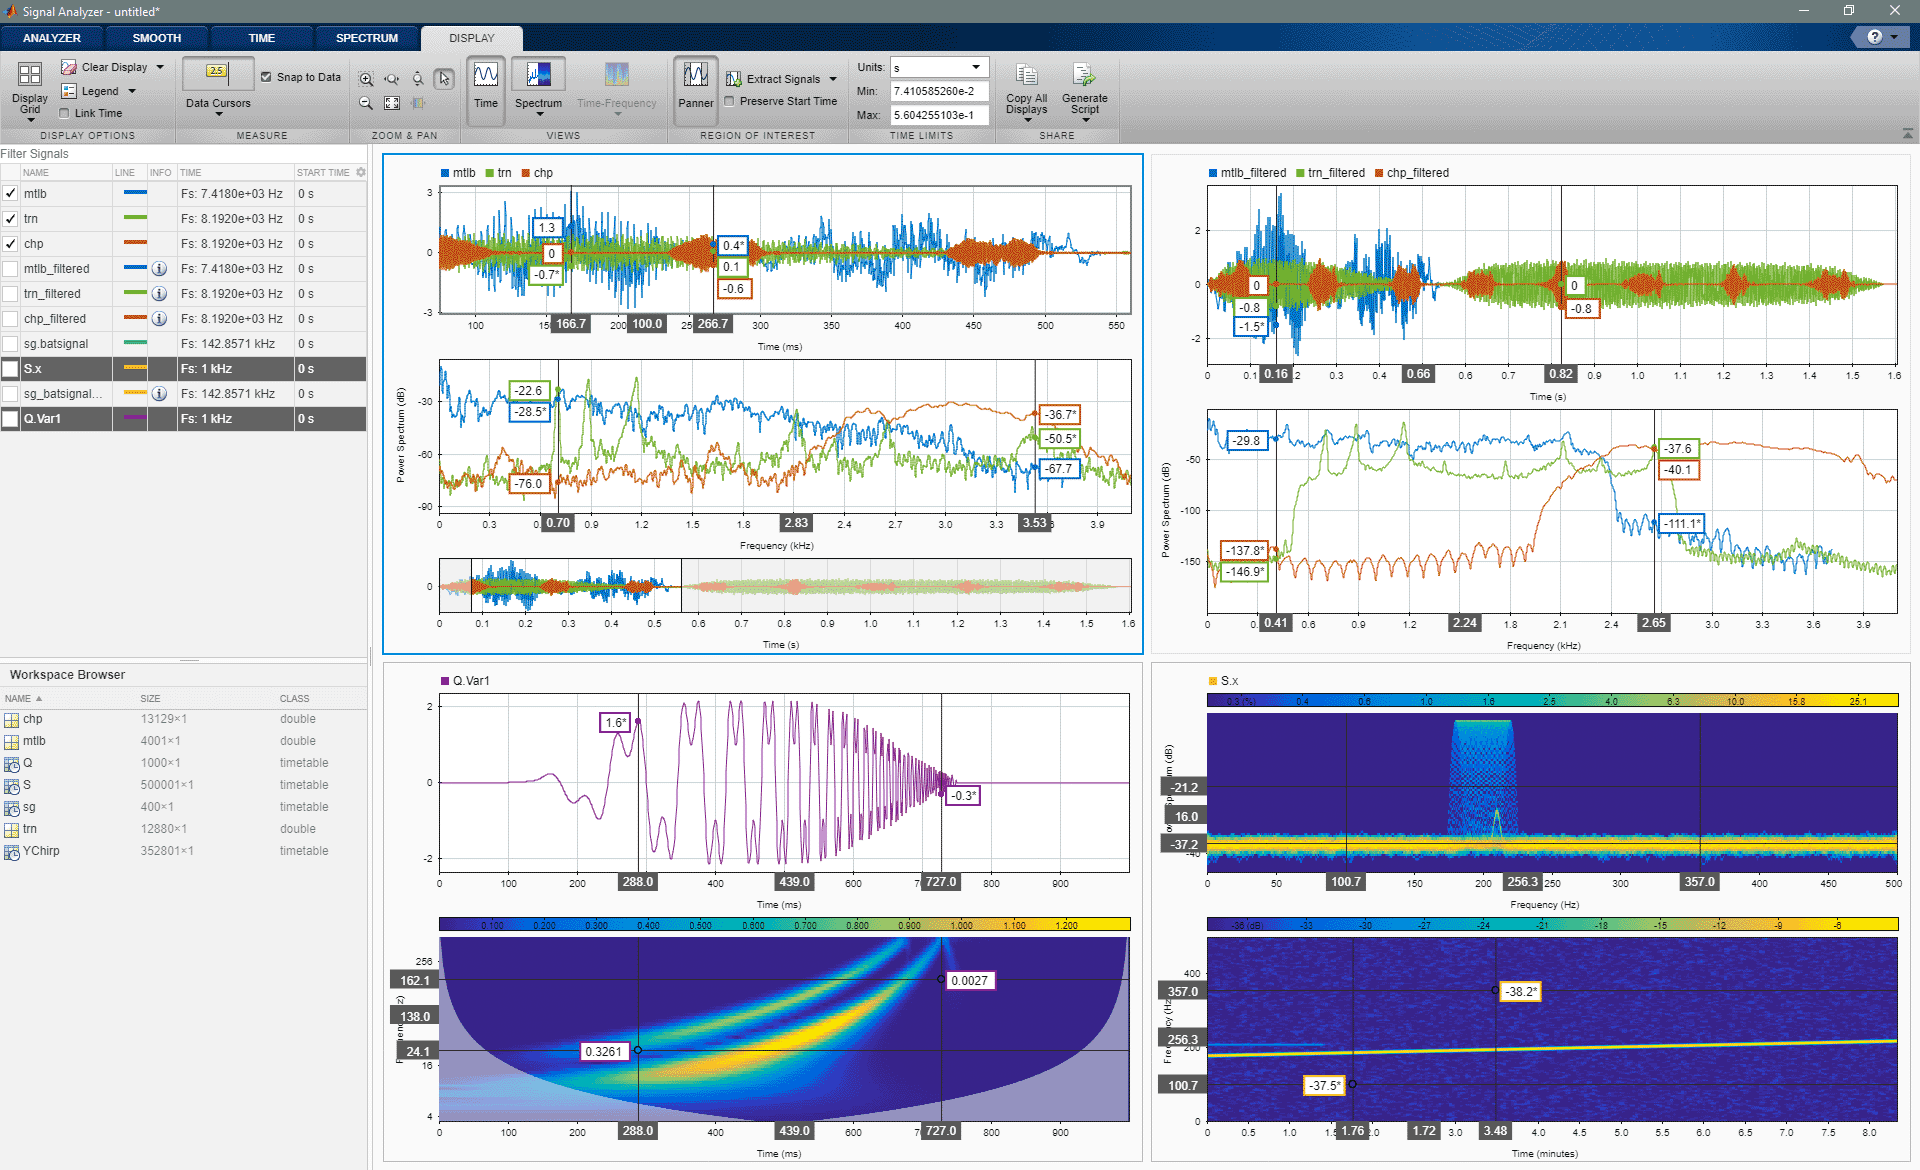 Signal Analyzer - untitled*
ANALYZER SMOOTH TIME SPECTRUM DISPLAY
Display Grid
Clear Display
Legend
Link Time
DISPLAY OPTIONS
2.5
Data Cursors
Snap to Data
MEASURE
ZOOM & PAN
Time
Spectrum
Time-Frequency
VIEWS
Panner
Extract Signals
Preserve Start Time
REGION OF INTEREST
Units: s
Min: 7.410585260e-2
Max: 5.604255103e-1
TIME LIMITS
Copy All Displays
Generate Script
SHARE
Filter Signals
NAME LINE INFO TIME START TIME
mtlb Fs: 7.4180e+03 Hz 0 s
trn Fs: 8.1920e+03 Hz 0 s
chp Fs: 8.1920e+03 Hz 0 s
mtlb_filtered Fs: 7.4180e+03 Hz 0 s
trn_filtered Fs: 8.1920e+03 Hz 0 s
chp_filtered Fs: 8.1920e+03 Hz 0 s
sg.batsignal Fs: 142.8571 kHz 0 s
S.x Fs: 1 kHz 0 s
sg_batsignal... Fs: 142.8571 kHz 0 s
Q.Var1 Fs: 1 kHz 0 s
Workspace Browser
NAME SIZE CLASS
chp 13129×1 double
mtlb 4001×1 double
Q 1000×1 timetable
S 500001×1 timetable
sg 400×1 timetable
trn 12880×1 double
YChirp 352801×1 timetable
mtlb trn chp
3
0
-3
1.3
0
-0.7*
0.4*
0.1
-0.6
100 166.7 200 100.0 266.7 300 350 400 450 500 550
Time (ms)
Power Spectrum (dB)
-30
-60
-90
-22.6
-28.5*
-76.0
-36.7*
-50.5*
-67.7
0 0.3 0.70 0.9 1.2 1.5 1.8 2.83 2.4 2.7 3.0 3.3 3.53 3.9
Frequency (kHz)
0
0 0.1 0.2 0.3 0.4 0.5 0.6 0.7 0.8 0.9 1.0 1.1 1.2 1.3 1.4 1.5 1.6
Time (s)
mtlb_filtered trn_filtered chp_filtered
2
0
-2
0
-0.8
-1.5*
0
-0.8
0 0.1 0.16 0.3 0.4 0.66 0.6 0.7 0.82 0.9 1.0 1.1 1.2 1.3 1.4 1.5 1.6
Time (s)
Power Spectrum (dB)
-50
-100
-150
-29.8
-137.8*
-146.9*
-37.6
-40.1
-111.1*
0 0.41 0.6 0.9 1.2 2.24 1.8 2.1 2.4 2.65 3.0 3.3 3.6 3.9
Frequency (kHz)
Q.Var1
2
0
-2
1.6*
-0.3*
0 100 200 288.0 400 439.0 600 727.0 800 900
Time (ms)
0.100 0.200 0.300 0.400 0.500 0.600 0.700 0.800 0.900 1.000 1.100 1.200
256
162.1
138.0
24.1
16
4
0.3261
0.0027
0 100 200 288.0 400 439.0 600 727.0 800 900
Time (ms)
S.x
0.3 (%) 0.4 0.6 1.0 1.6 2.5 4.0 6.3 10.0 15.8 25.1
-21.2
16.0
-37.2
-40
0 50 100.7 150 200 256.3 250 300 357.0 400 450 500
Frequency (Hz)
-36 (dB) -33 -30 -27 -24 -21 -18 -15 -12 -9 -6
400
357.0
256.3
200
100.7
0
-38.2*
-37.5*
0 0.5 1.0 1.76 2.0 1.72 3.0 3.48 4.0 4.5 5.0 5.5 6.0 6.5 7.0 7.5 8.0
Time (minutes)